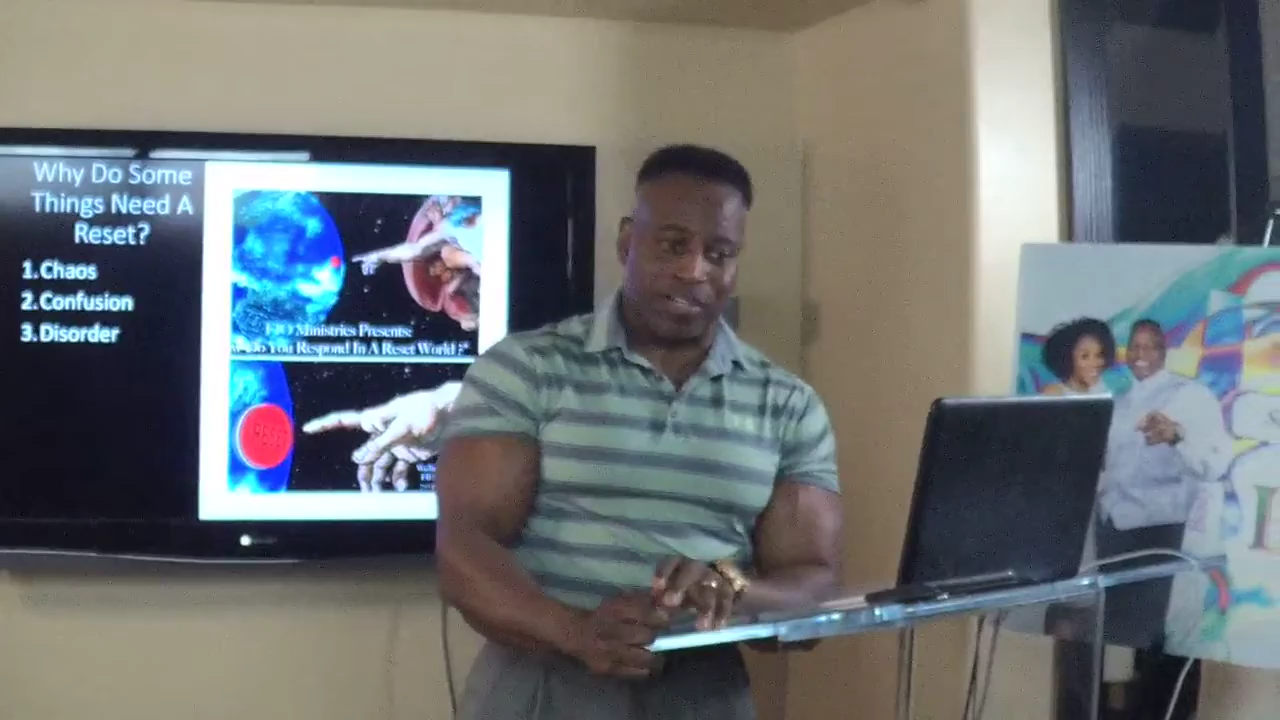 Why Do Some
Things Need A
Reset?
1. Chaos
2. Confusion
3. Disorder
Ministries Presents:
Do You Respond In A Reset World?"